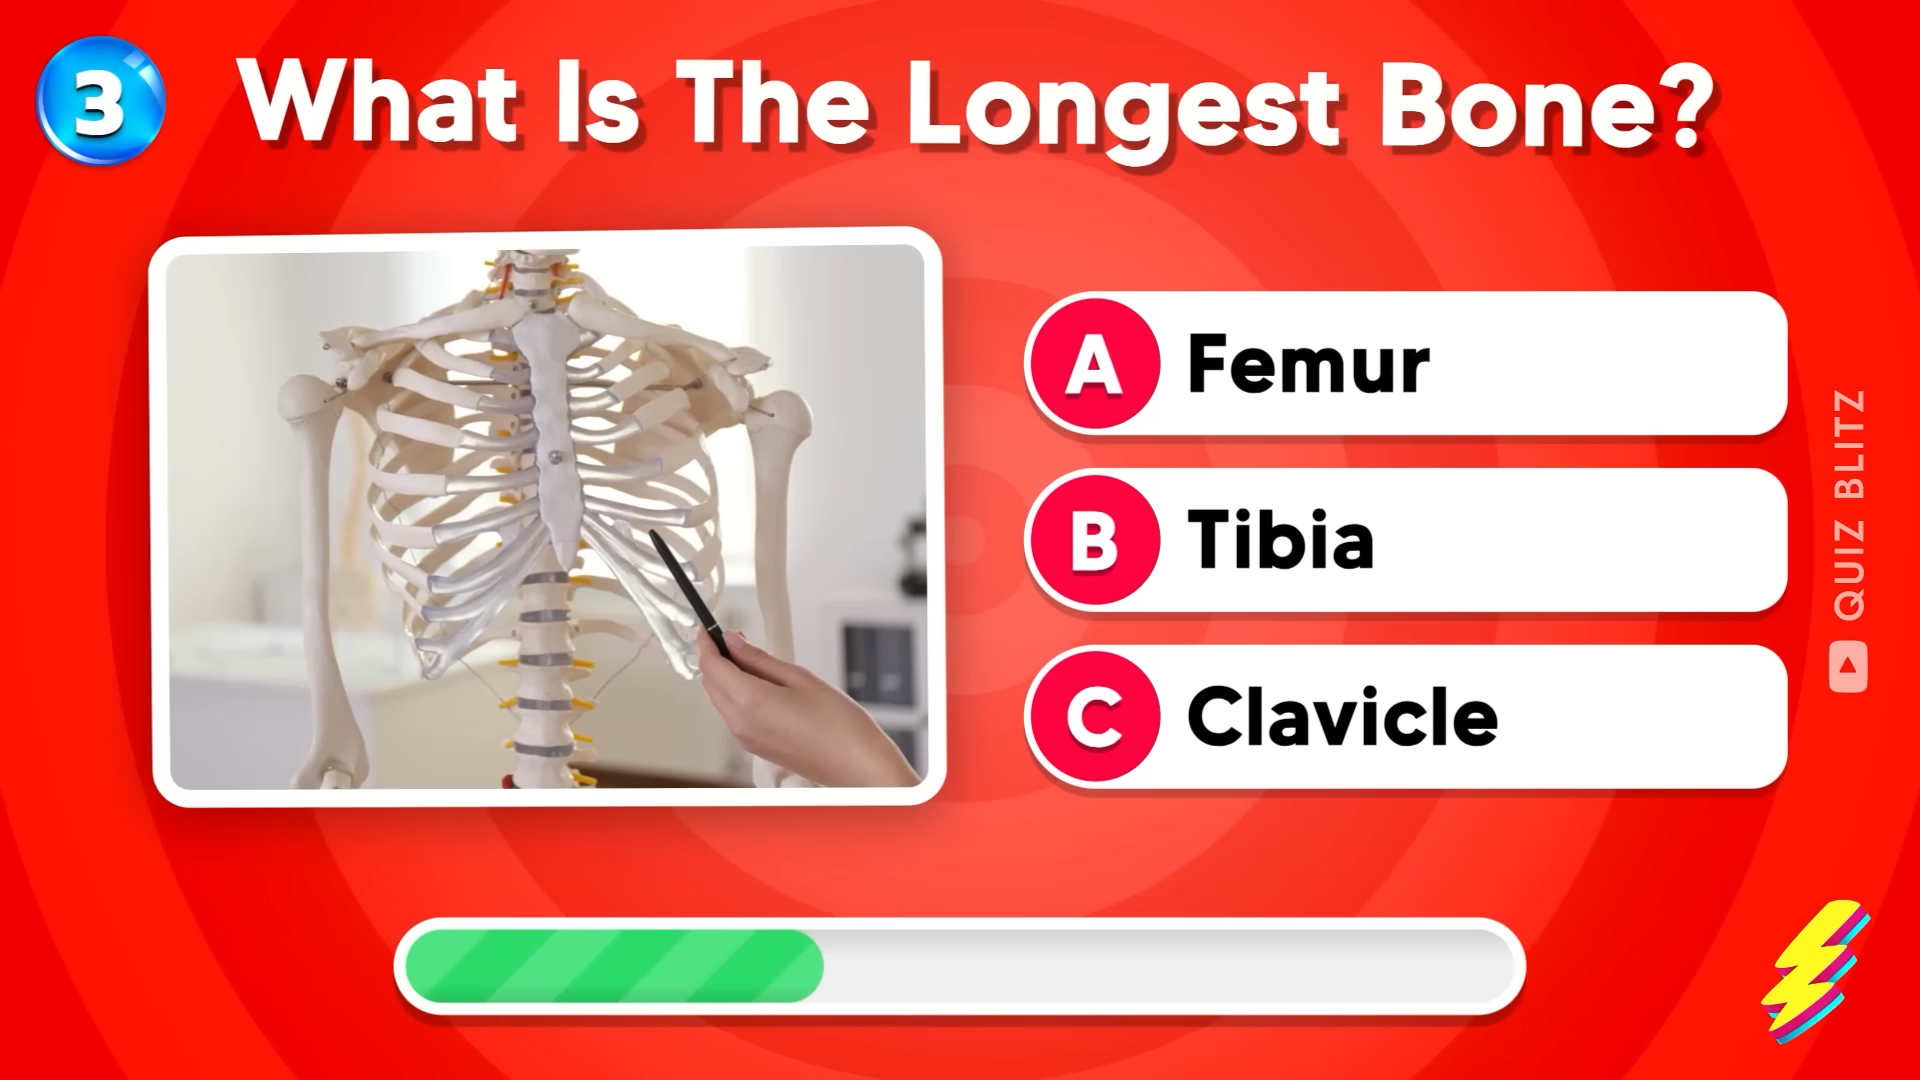 3
What Is The Longest Bone?
A Femur
B Tibia
C Clavicle
QUIZ BLITZ